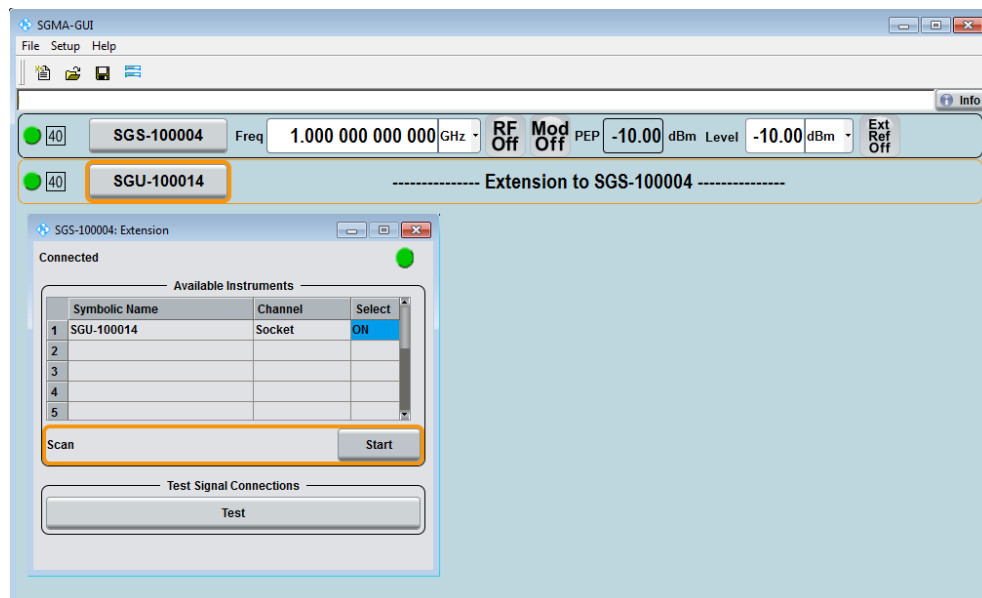 SGMA-GUI
File Setup Help
Info
40 SGS-100004 Freq 1.000 000 000 000 GHz RF Off Mod Off PEP -10.00 dBm Level -10.00 dBm Ext Ref Off
40 SGU-100014 --------------- Extension to SGS-100004 ---------------
SGS-100004: Extension
Connected
Available Instruments
Symbolic Name Channel Select
1 SGU-100014 Socket ON
2
3
4
5
Scan Start
Test Signal Connections
Test